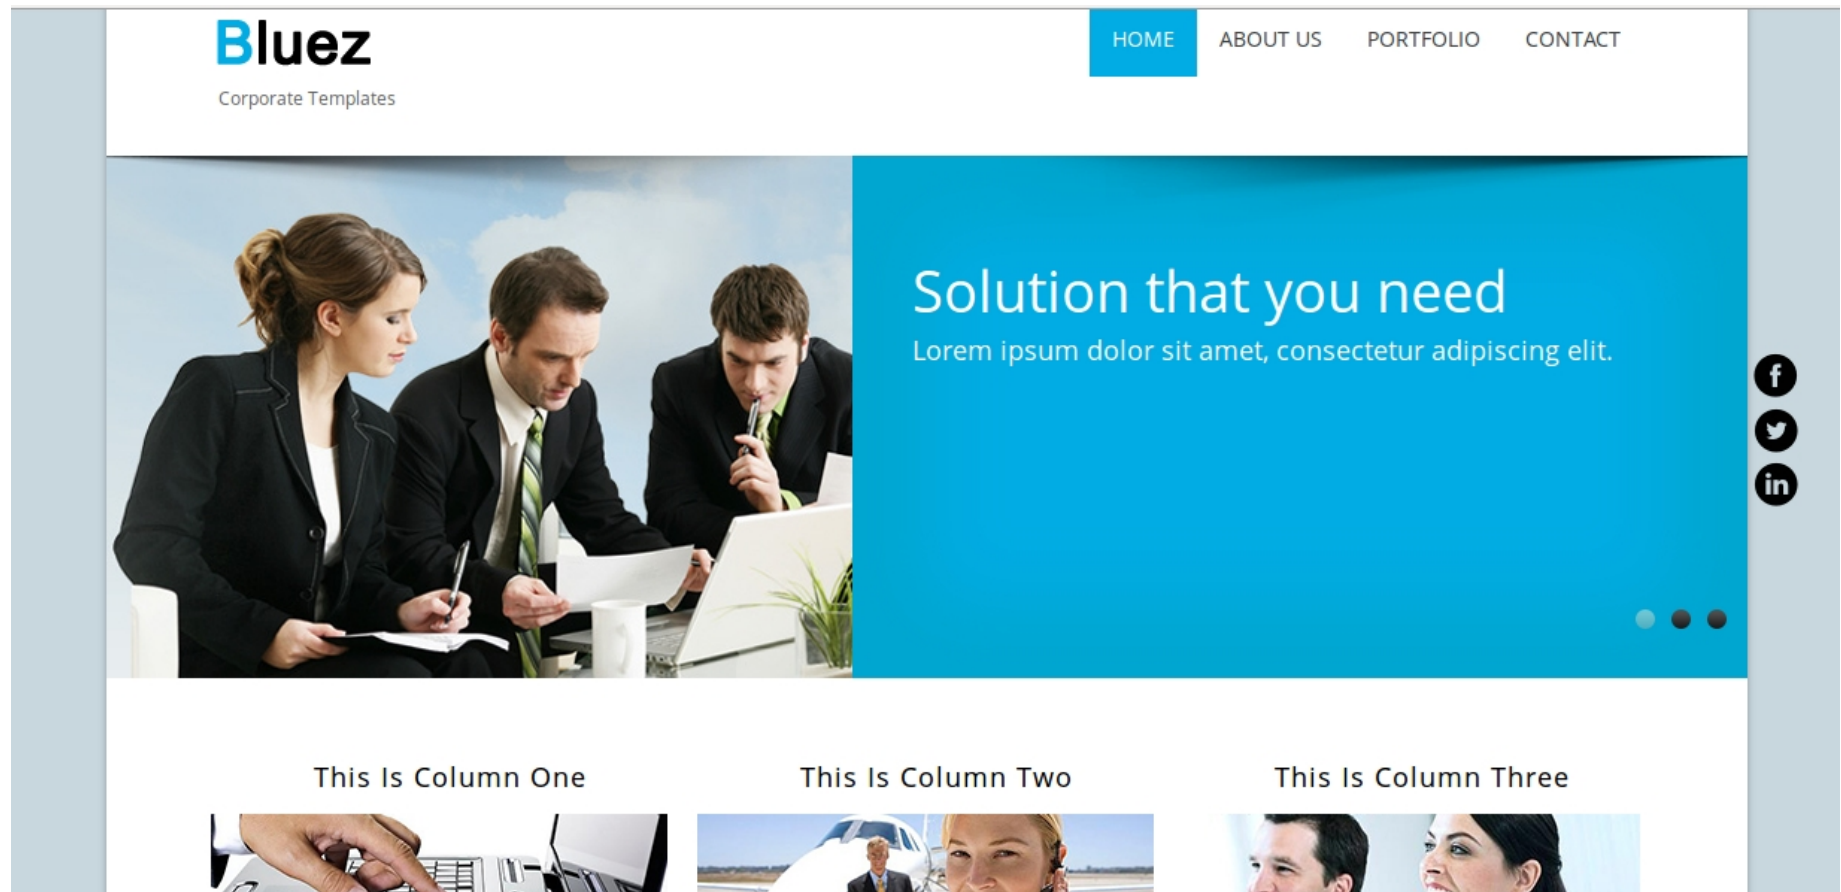 Bluez
HOME ABOUT US PORTFOLIO CONTACT
Corporate Templates
Solution that you need
Lorem ipsum dolor sit amet, consectetur adipiscing elit.
f
in
This Is Column One This Is Column Two This Is Column Three